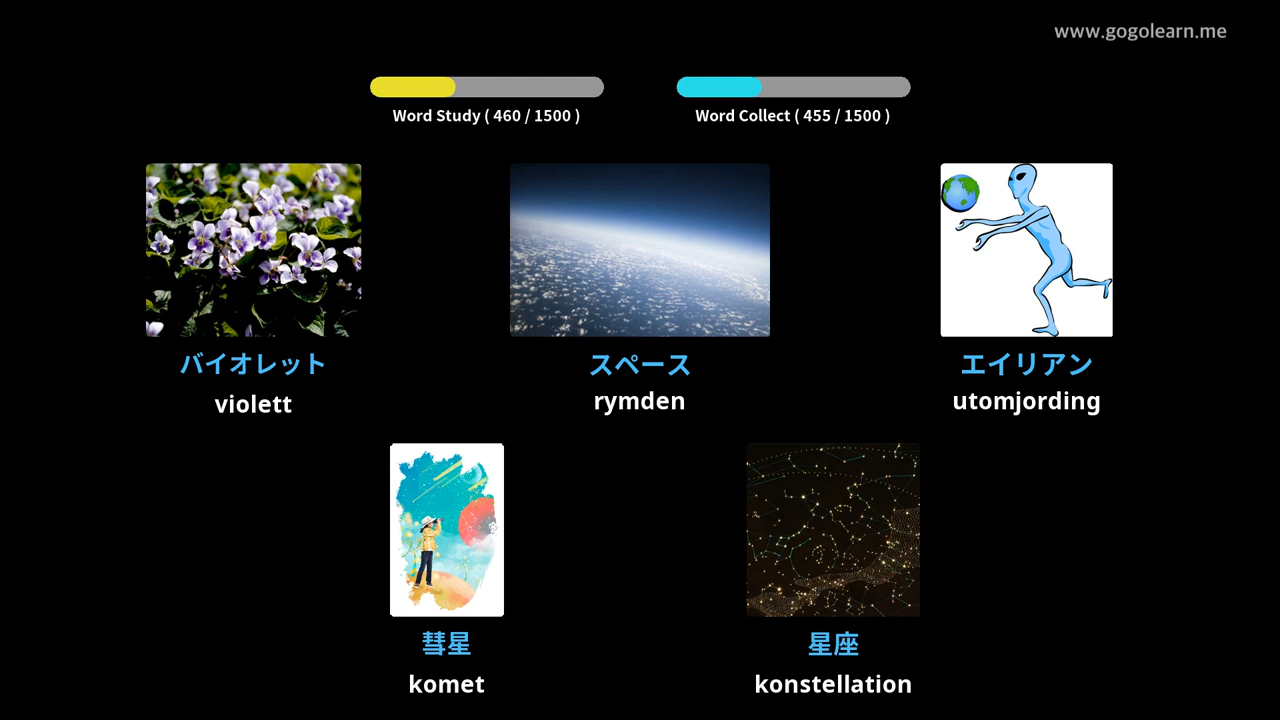 www.gogolearn.me
Word Study ( 460 / 1500 )
Word Collect ( 455 / 1500 )
バイオレット
violett
スペース
rymden
エイリアン
utomjording
彗星
komet
星座
konstellation